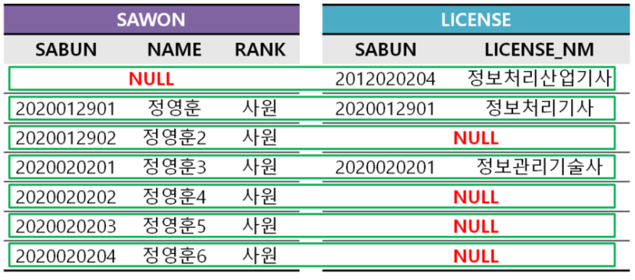 SAWON LICENSE
SABUN NAME RANK SABUN LICENSE_NM
NULL 2012020204 정보처리산업기사
2020012901 정영훈 사원 2020012901 정보처리기사
2020012902 정영훈2 사원 NULL
2020020201 정영훈3 사원 2020020201 정보관리기술사
2020020202 정영훈4 사원 NULL
2020020203 정영훈5 사원 NULL
2020020204 정영훈6 사원 NULL